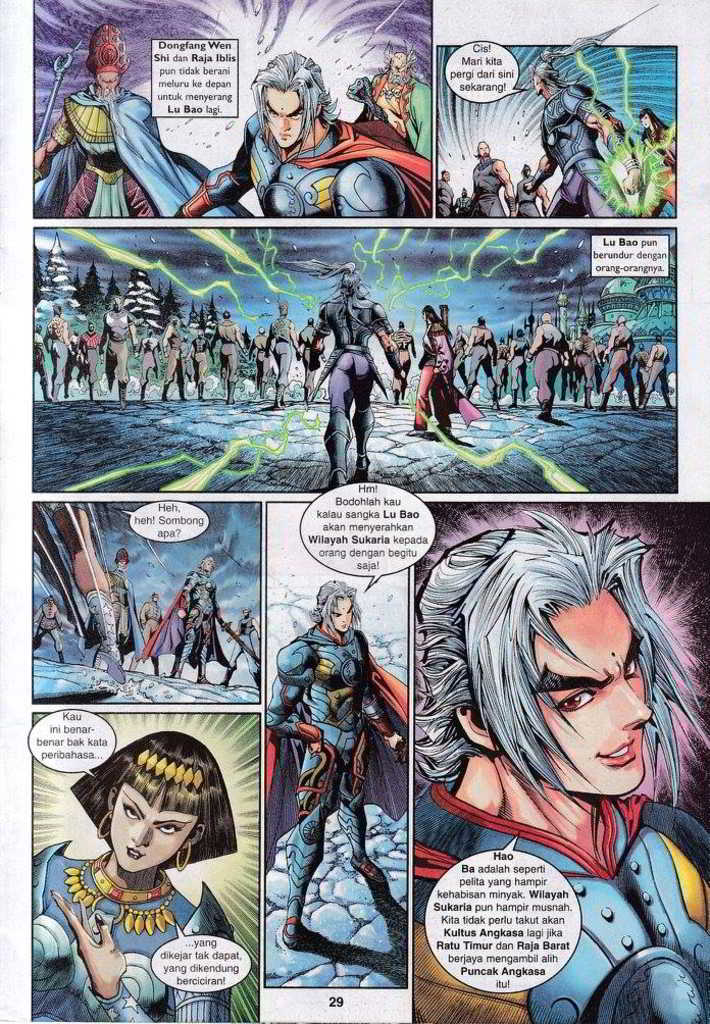 Dongfang Wen
Shi dan Raja Iblis
pun tidak berani
meluru ke depan
untuk menyerang
Lu Bao lagi.
Cis!
Mari kita
pergi dari sini
sekarang!
Lu Bao pun
berundur dengan
orang-orangnya.
Heh,
heh! Sombong
apa?
Hm!
Bodohlah kau
kalau sangka Lu Bao
akan menyerahkan
Wilayah Sukaria kepada
orang dengan begitu
saja!
Kau
ini benar-
benar bak kata
peribahasa...
...yang
dikejar tak dapat,
yang dikendung
berciciran!
Hao
Ba adalah seperti
pelita yang hampir
kehabisan minyak. Wilayah
Sukaria pun hampir musnah.
Kita tidak perlu takut akan
Kultus Angkasa lagi jika
Ratu Timur dan Raja Barat
berjaya mengambil alih
Puncak Angkasa
itu!
29